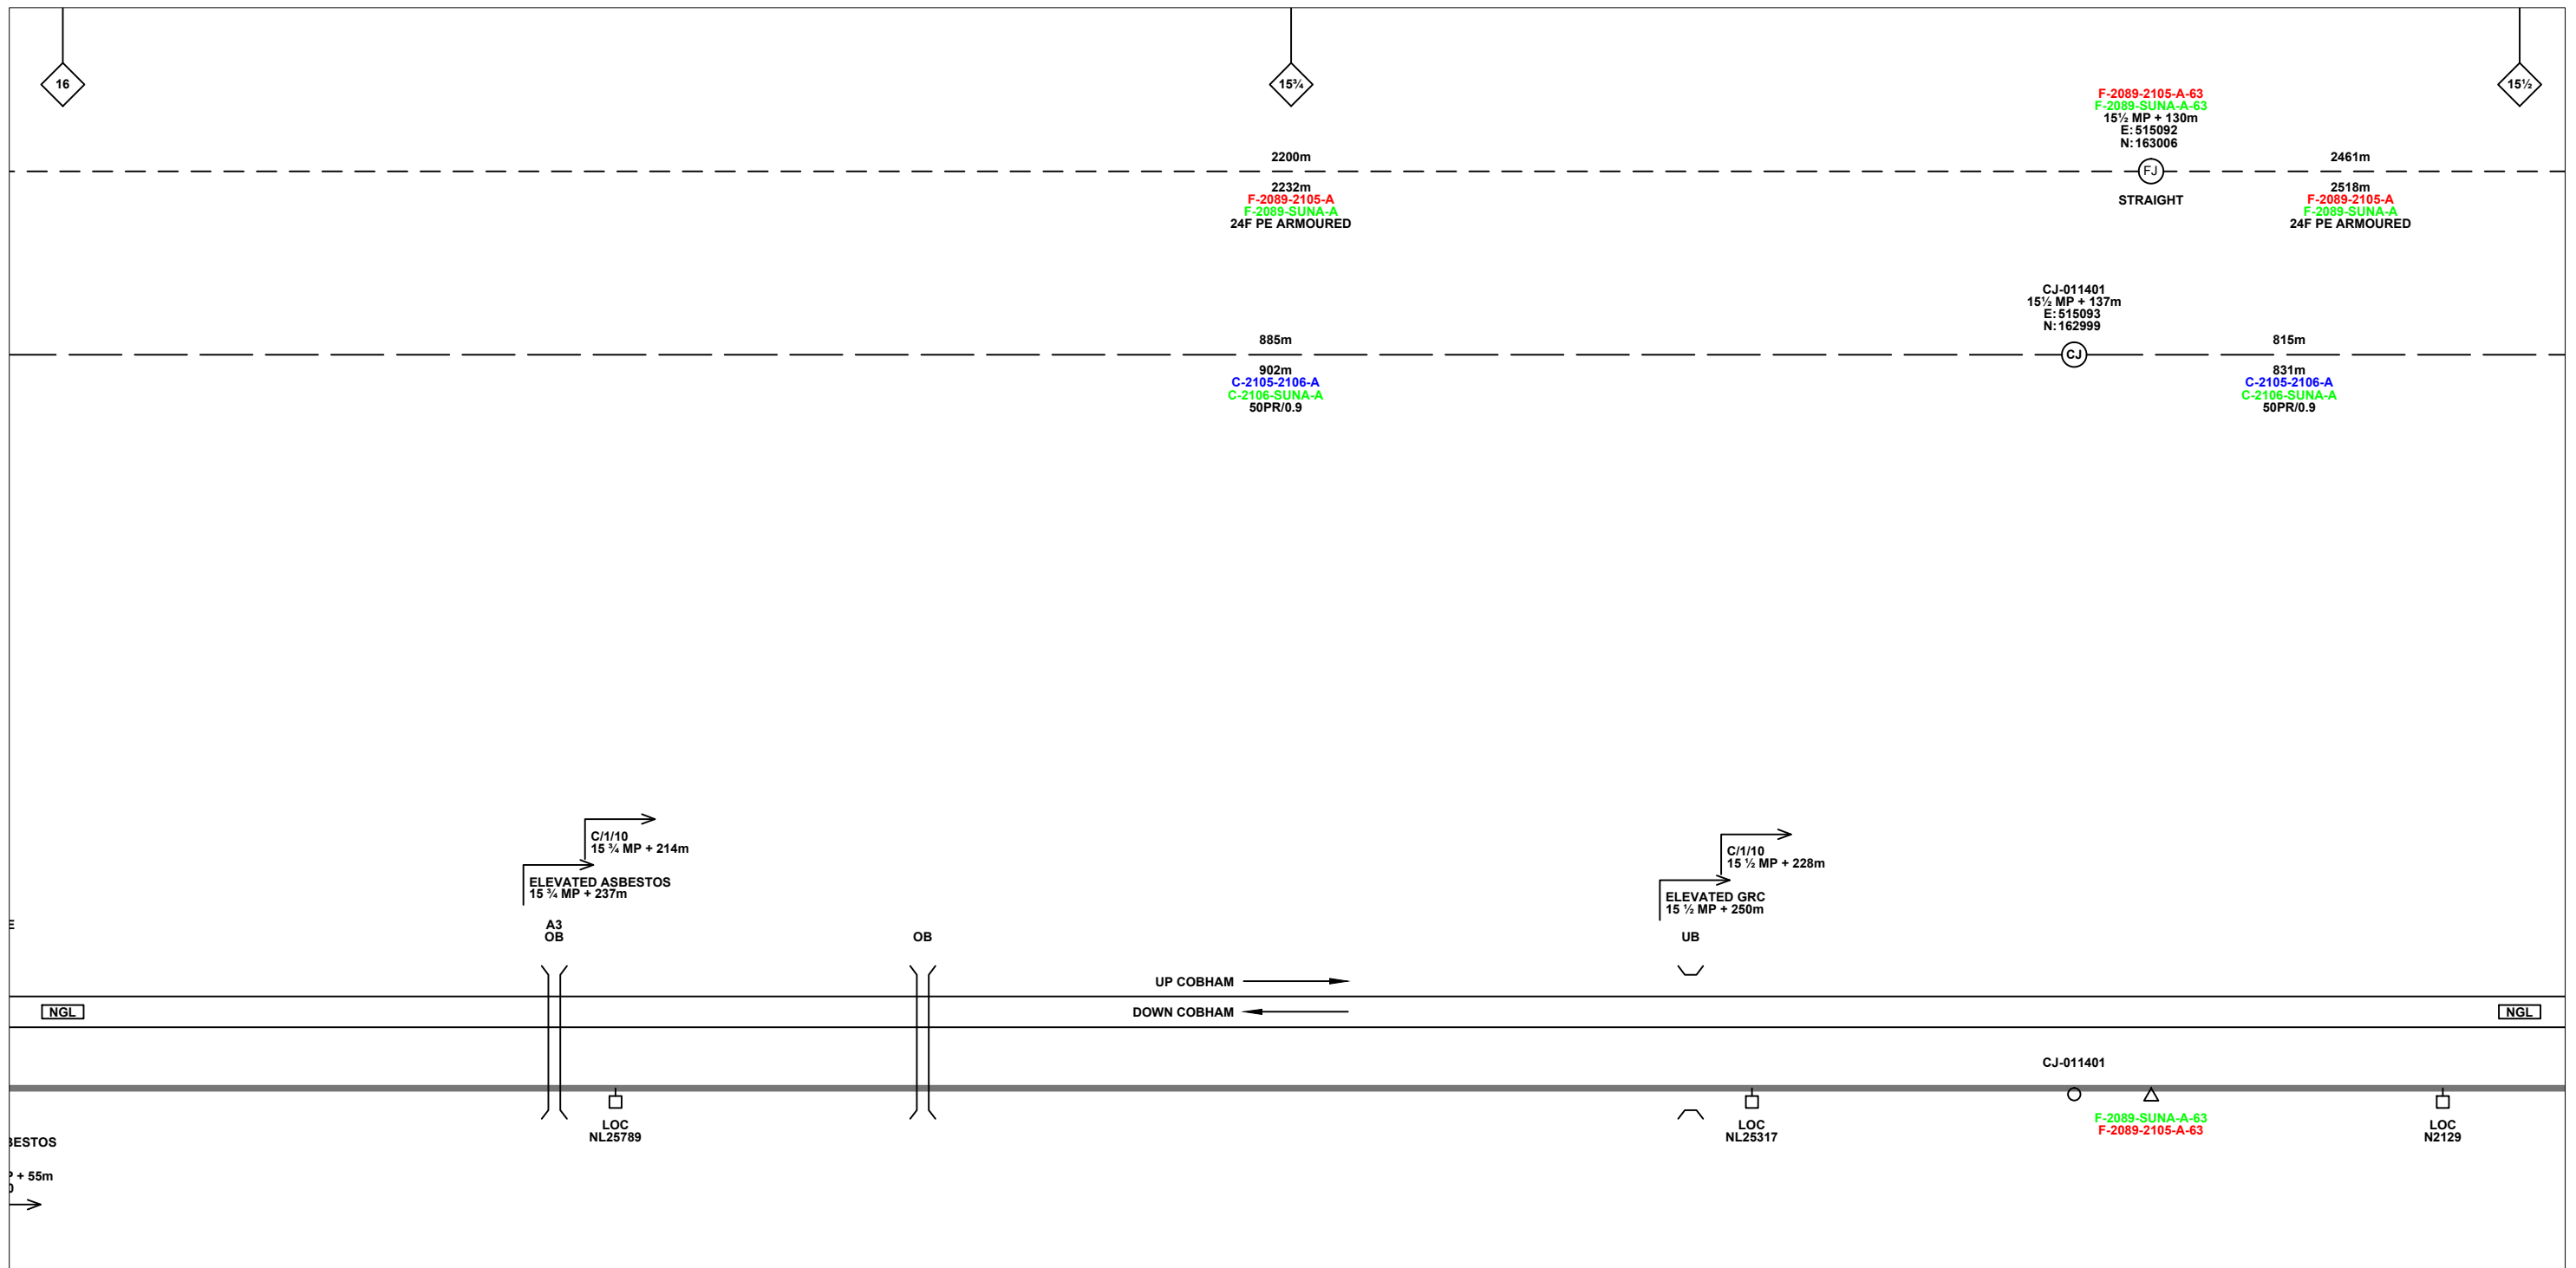 16
15¾
15½
F-2089-2105-A-63
F-2089-SUNA-A-63
15½ MP + 130m
E: 515092
N: 163006
2200m
FJ
2461m
2232m
F-2089-2105-A
F-2089-SUNA-A
24F PE ARMOURED
STRAIGHT
2518m
F-2089-2105-A
F-2089-SUNA-A
24F PE ARMOURED
CJ-011401
15½ MP + 137m
E: 515093
N: 162999
885m
CJ
815m
902m
C-2105-2106-A
C-2106-SUNA-A
50PR/0.9
831m
C-2105-2106-A
C-2106-SUNA-A
50PR/0.9
C/1/10
15 ¾ MP + 214m
ELEVATED ASBESTOS
15 ¾ MP + 237m
C/1/10
15 ½ MP + 228m
ELEVATED GRC
15 ½ MP + 250m
E
A3
OB
OB
UB
UP COBHAM
NGL
DOWN COBHAM
NGL
CJ-011401
LOC
NL25789
LOC
NL25317
F-2089-SUNA-A-63
F-2089-2105-A-63
LOC
N2129
BESTOS
+ 55m